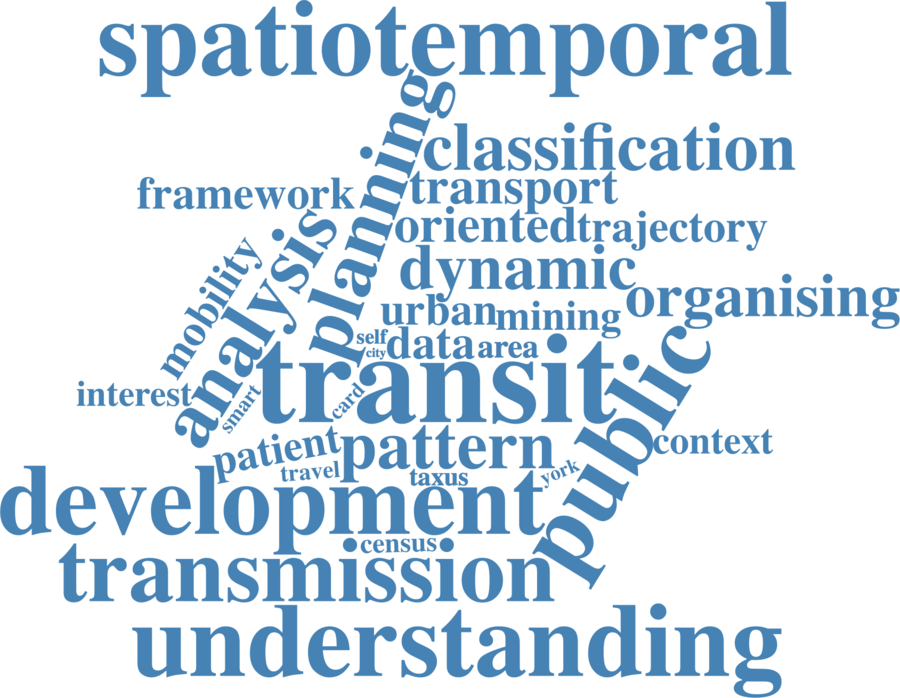 spatiotemporal
planning
classification
framework
transport
oriented
trajectory
analysis
mobility
dynamic
organising
urban
mining
self
city
data
area
transit
public
interest
smart
card
patient
pattern
context
travel
taxus
york
development
census
transmission
understanding